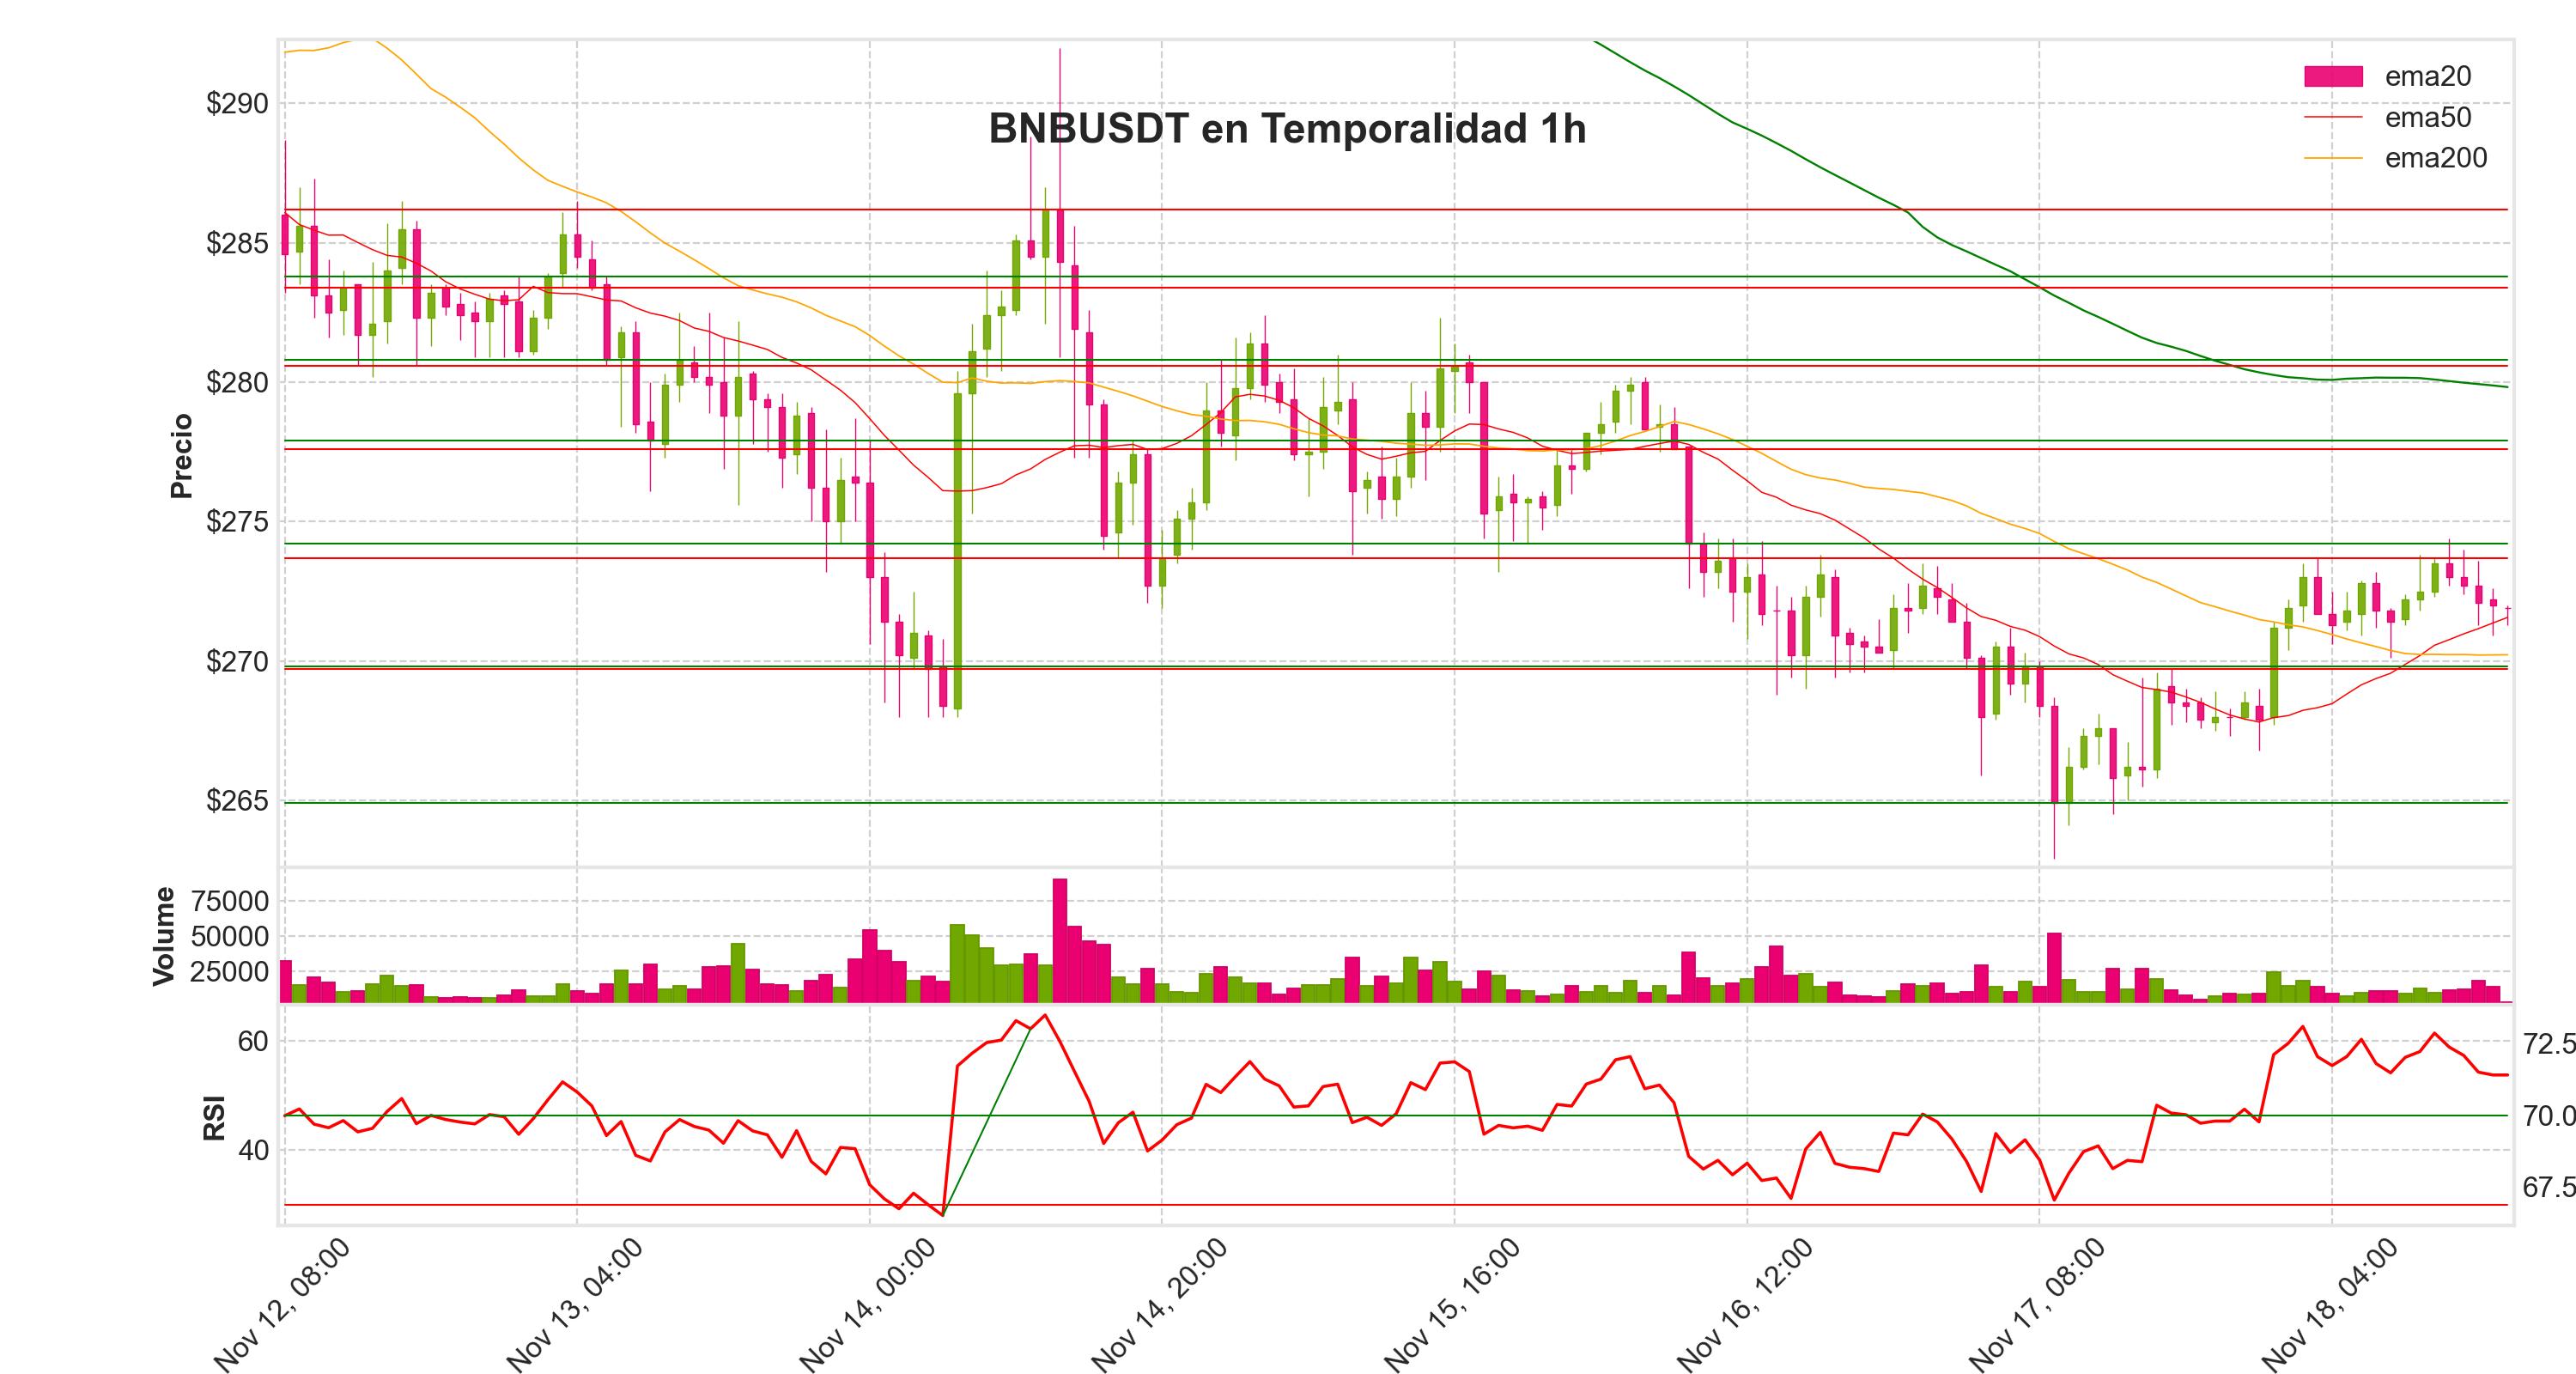 BNBUSDT en Temporalidad 1h
ema20
ema50
ema200
Precio
$290
$285
$280
$275
$270
$265
Volume
75000
50000
25000
RSI
60
40
72.5
70.0
67.5
Nov 12, 08:00
Nov 13, 04:00
Nov 14, 00:00
Nov 14, 20:00
Nov 15, 16:00
Nov 16, 12:00
Nov 17, 08:00
Nov 18, 04:00